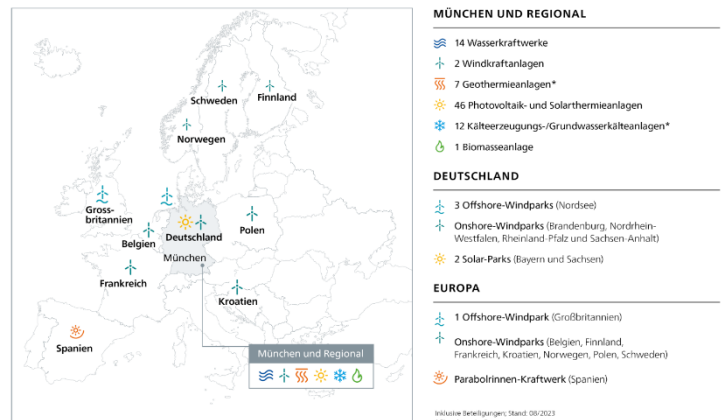 Schweden
Finnland
Norwegen
Gross-
britannien
Belgien
Deutschland
Polen
München
Frankreich
Kroatien
Spanien
München und Regional
MÜNCHEN UND REGIONAL
14 Wasserkraftwerke
2 Windkraftanlagen
7 Geothermieanlagen*
46 Photovoltaik- und Solarthermieanlagen
12 Kälteerzeugungs-/Grundwasserkälteanlagen*
1 Biomasseanlage
DEUTSCHLAND
3 Offshore-Windparks (Nordsee)
Onshore-Windparks (Brandenburg, Nordrhein-
Westfalen, Rheinland-Pfalz und Sachsen-Anhalt)
2 Solar-Parks (Bayern und Sachsen)
EUROPA
1 Offshore-Windpark (Großbritannien)
Onshore-Windparks (Belgien, Finnland,
Frankreich, Kroatien, Norwegen, Polen, Schweden)
Parabolrinnen-Kraftwerk (Spanien)
Inklusive Beteiligungen; Stand: 08/2023